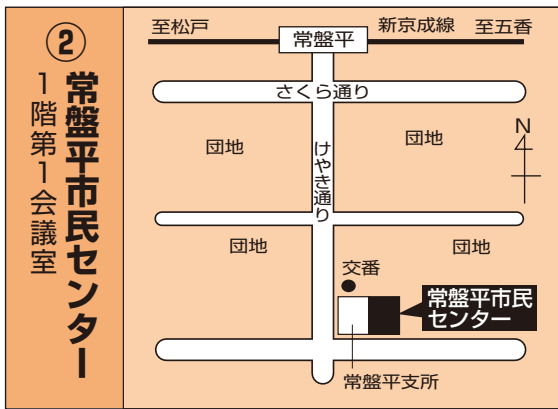 ②常盤平市民センター
1階第1会議室
至松戸
常盤平
新京成線
至五香
さくら通り
団地
けやき通り
団地
N
団地
団地
交番
常盤平市民
センター
常盤平支所